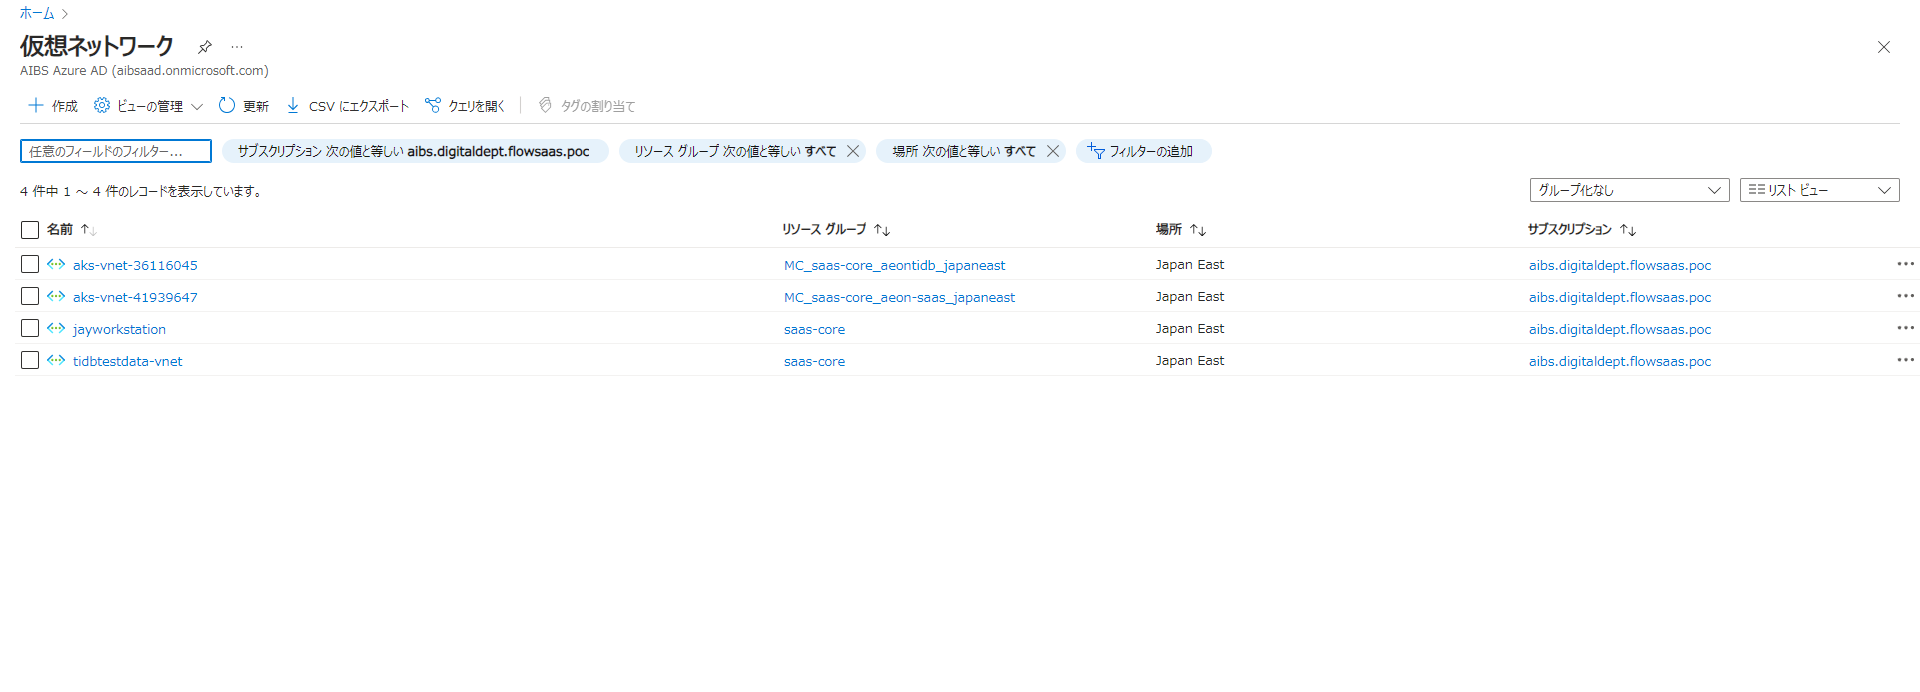 ホーム
仮想ネットワーク
AIBS Azure AD (aibsaad.onmicrosoft.com)
作成 ビューの管理 更新 CSV にエクスポート クエリを開く タグの割り当て
任意のフィールドのフィルター... サブスクリプション 次の値と等しい aibs.digitaldept.flowsaas.poc リソース グループ 次の値と等しい すべて 場所 次の値と等しい すべて フィルターの追加
4 件中 1 ～ 4 件のレコードを表示しています。 グループ化なし リスト ビュー
名前 リソース グループ 場所 サブスクリプション
aks-vnet-36116045 MC_saas-core_aeontidb_japaneast Japan East aibs.digitaldept.flowsaas.poc
aks-vnet-41939647 MC_saas-core_aeon-saas_japaneast Japan East aibs.digitaldept.flowsaas.poc
jayworkstation saas-core Japan East aibs.digitaldept.flowsaas.poc
tidbtestdata-vnet saas-core Japan East aibs.digitaldept.flowsaas.poc